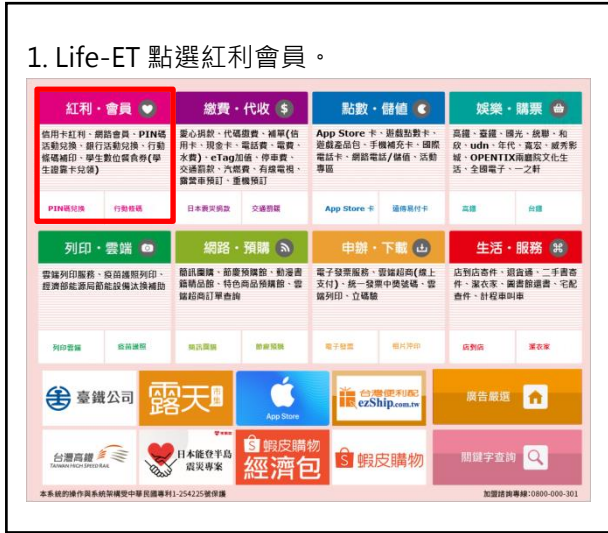 1. Life-ET 點選紅利會員。
紅利・會員
繳費・代收
點數・儲值
娛樂・購票
信用卡紅利、網路會員、PIN碼
活動兌換、銀行活動兌換、行動
條碼補印、學生數位餐食券(學
生證靠卡兌領)
愛心捐款、代碼繳費、補單(信
用卡、現金卡、電話費、電費、
水費)、eTag加值、停車費、
交通罰款、汽燃費、有線電視、
露營車預訂、重機預訂
App Store 卡、遊戲點數卡、
遊戲產品包、手機補充卡、國際
電話卡、網路電話/儲值、活動
專區
高鐵、臺鐵、國光、統聯、和
欣、udn、年代、寬宏、威秀影
城、OPENTIX兩廳院文化生
活、全國電子、一之軒
PIN碼兌換
行動條碼
日本震災捐款
交通罰款
App Store 卡
遠傳易付卡
高鐵
台鐵
列印・雲端
網路・預購
申辦・下載
生活・服務
雲端列印服務、疫苗護照列印、
經濟部能源局節能設備汰換補助
簡訊團購、節慶預購館、動漫書
籍精品館、特色商品預購館、雲
端超商訂單查詢
電子發票服務、雲端超商(線上
支付)、統一發票中獎號碼、雲
端列印、立碼驗
店到店寄件、退貨通、二手書寄
件、潔衣家、圖書館還書、宅配
查件、計程車叫車
列印雲端
疫苗護照
簡訊團購
節慶預購
電子發票
相片沖印
店到店
潔衣家
臺鐵公司
露天
App Store
台灣便利配
ezShip.com.tw
廣告嚴選
台灣高鐵
TAIWAN HIGH SPEED RAIL
日本能登半島
震災專案
蝦皮購物
經濟包
蝦皮購物
關鍵字查詢
本系統的操作與系統架構受中華民國專利1-254225號保護
加盟諮詢專線:0800-000-301